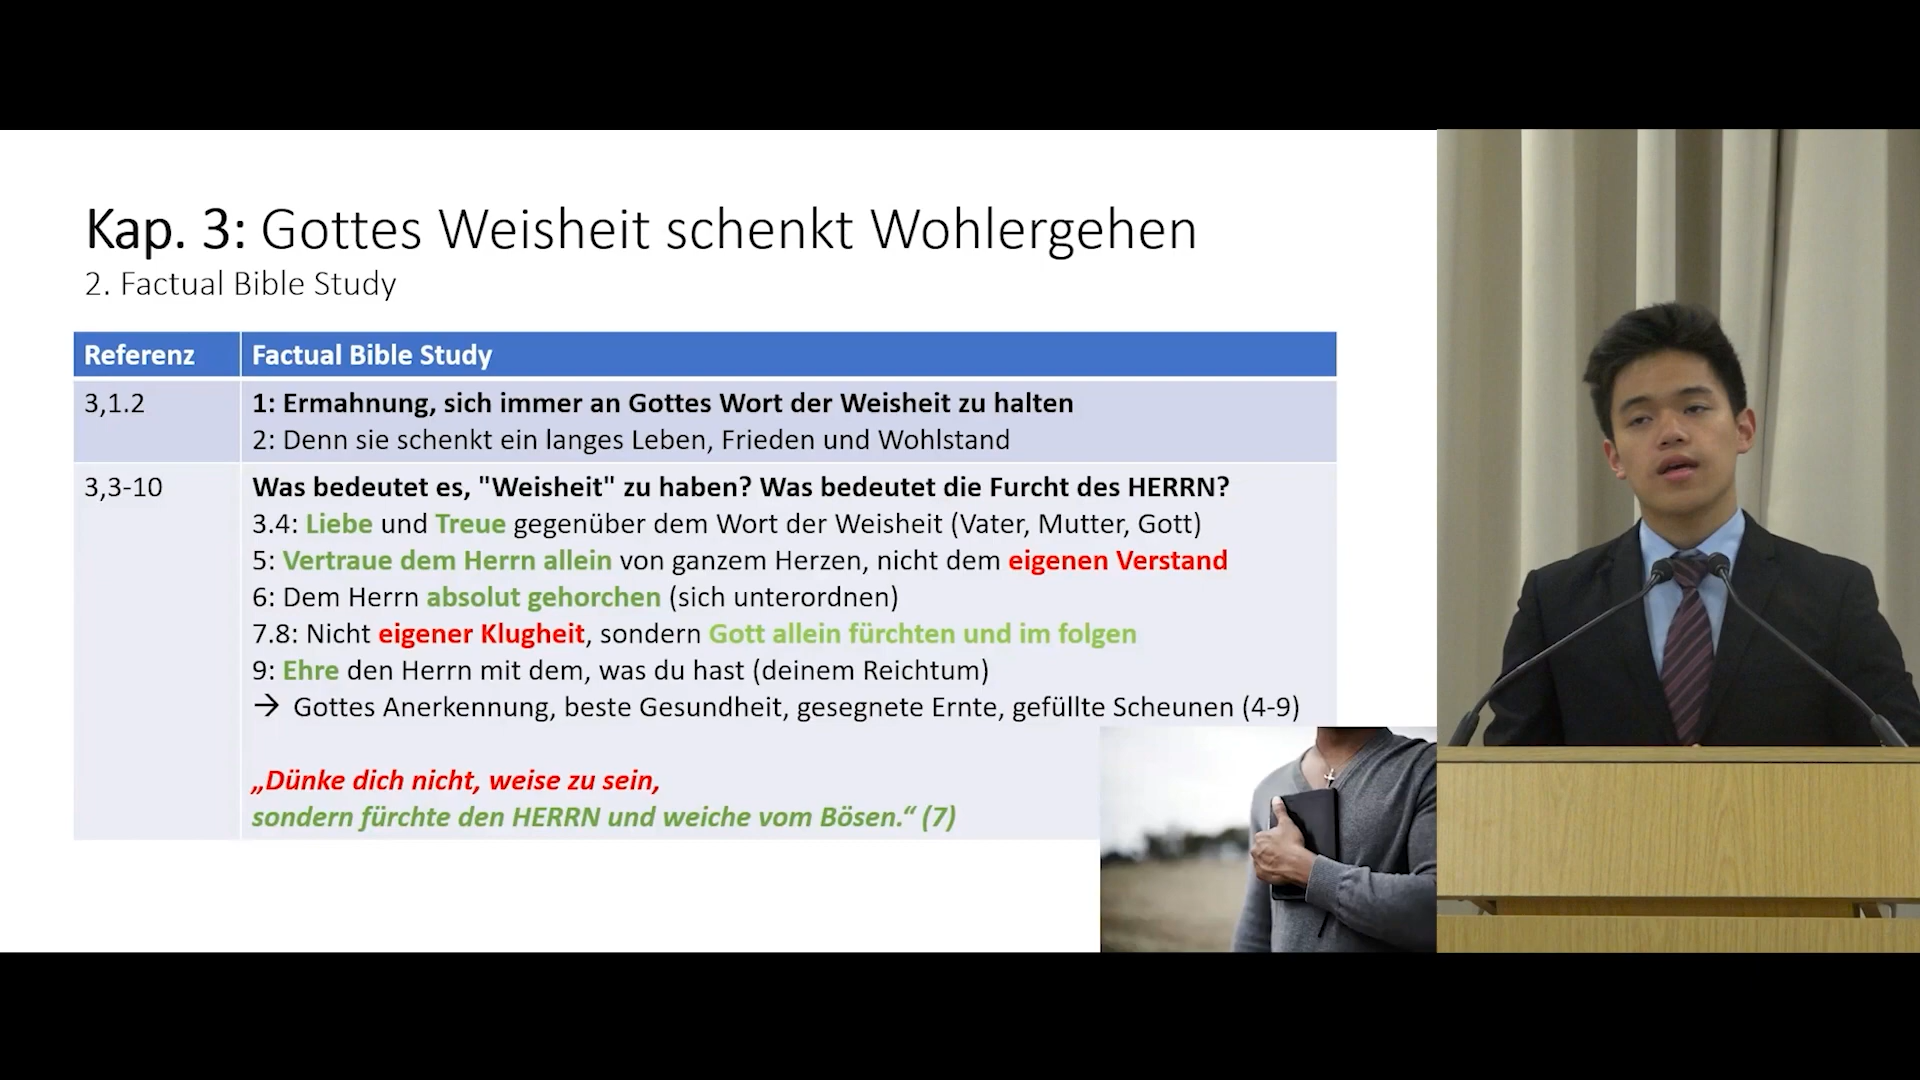 Kap. 3: Gottes Weisheit schenkt Wohlergehen
2. Factual Bible Study
Referenz
Factual Bible Study
3,1.2
1: Ermahnung, sich immer an Gottes Wort der Weisheit zu halten
2: Denn sie schenkt ein langes Leben, Frieden und Wohlstand
3,3-10
Was bedeutet es, "Weisheit" zu haben? Was bedeutet die Furcht des HERRN?
3.4: Liebe und Treue gegenüber dem Wort der Weisheit (Vater, Mutter, Gott)
5: Vertraue dem Herrn allein von ganzem Herzen, nicht dem eigenen Verstand
6: Dem Herrn absolut gehorchen (sich unterordnen)
7.8: Nicht eigener Klugheit, sondern Gott allein fürchten und im folgen
9: Ehre den Herrn mit dem, was du hast (deinem Reichtum)
→ Gottes Anerkennung, beste Gesundheit, gesegnete Ernte, gefüllte Scheunen (4-9)
„Dünke dich nicht, weise zu sein,
sondern fürchte den HERRN und weiche vom Bösen.“ (7)